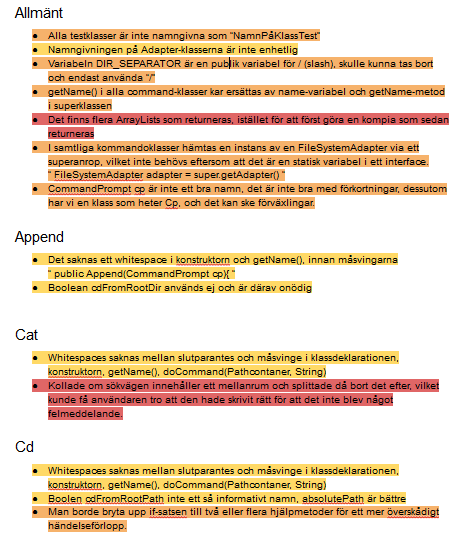 Allmänt
● Alla testklasser är inte namngivna som "NamnPåKlassTest"
● Namngivningen på Adapter-klasserna är inte enhetlig
● Variabeln DIR_SEPARATOR är en publik variabel för / (slash), skulle kunna tas bort
och endast använda "/"
● getName() i alla command-klasser kar ersättas av name-variabel och getName-metod
i superklassen
● Det finns flera ArrayLists som returneras, istället för att först göra en kompia som sedan
returneras
● I samtliga kommandoklasser hämtas en instans av en FileSystemAdapter via ett
superanrop, vilket inte behövs eftersom att det är en statisk variabel i ett interface.
" FileSystemAdapter adapter = super.getAdapter() "
● CommandPrompt cp är inte ett bra namn, det är inte bra med förkortningar, dessutom
har vi en klass som heter Cp, och det kan ske förväxlingar.
Append
● Det saknas ett whitespace i konstruktorn och getName(), innan måsvingarna
" public Append(CommandPrompt cp){ "
● Boolean cdFromRootDir används ej och är därav onödig
Cat
● Whitespaces saknas mellan slutparantes och måsvinge i klassdeklarationen,
konstruktorn, getName(), doCommand(Pathcontaner, String)
● Kollade om sökvägen innehåller ett mellanrum och splittade då bort det efter, vilket
kunde få användaren tro att den hade skrivit rätt för att det inte blev något
felmeddelande.
Cd
● Whitespaces saknas mellan slutparantes och måsvinge i klassdeklarationen,
konstruktorn, getName(), doCommand(Pathcontaner, String)
● Boolen cdFromRootPath inte ett så informativt namn, absolutePath är bättre
● Man borde bryta upp if-satsen till två eller flera hjälpmetoder för ett mer överskådigt
händelseförlopp.